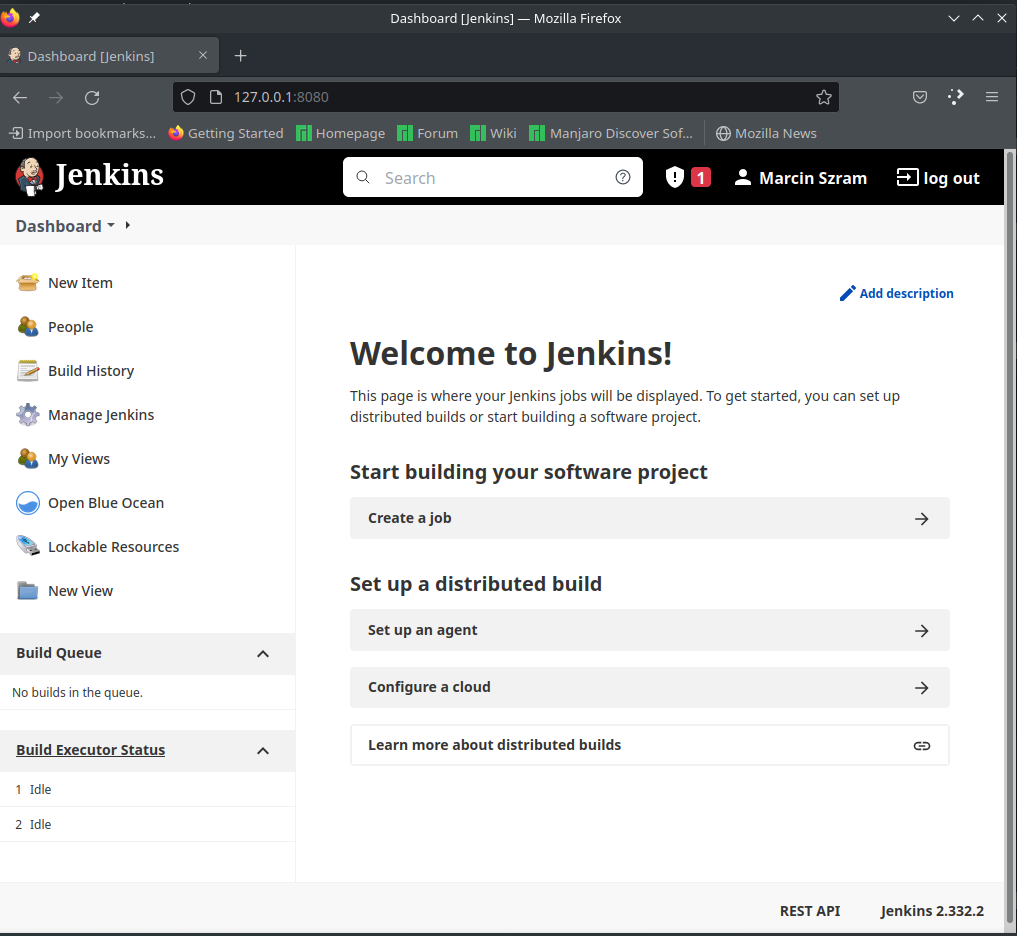 Dashboard [Jenkins] — Mozilla Firefox
Dashboard [Jenkins]
127.0.0.1:8080
Import bookmarks... Getting Started Homepage Forum Wiki Manjaro Discover Sof... Mozilla News
Jenkins Search 1 Marcin Szram log out
Dashboard
New Item
People
Build History
Manage Jenkins
My Views
Open Blue Ocean
Lockable Resources
New View
Build Queue
No builds in the queue.
Build Executor Status
1 Idle
2 Idle
Add description
Welcome to Jenkins!
This page is where your Jenkins jobs will be displayed. To get started, you can set up
distributed builds or start building a software project.
Start building your software project
Create a job
Set up a distributed build
Set up an agent
Configure a cloud
Learn more about distributed builds
REST API Jenkins 2.332.2